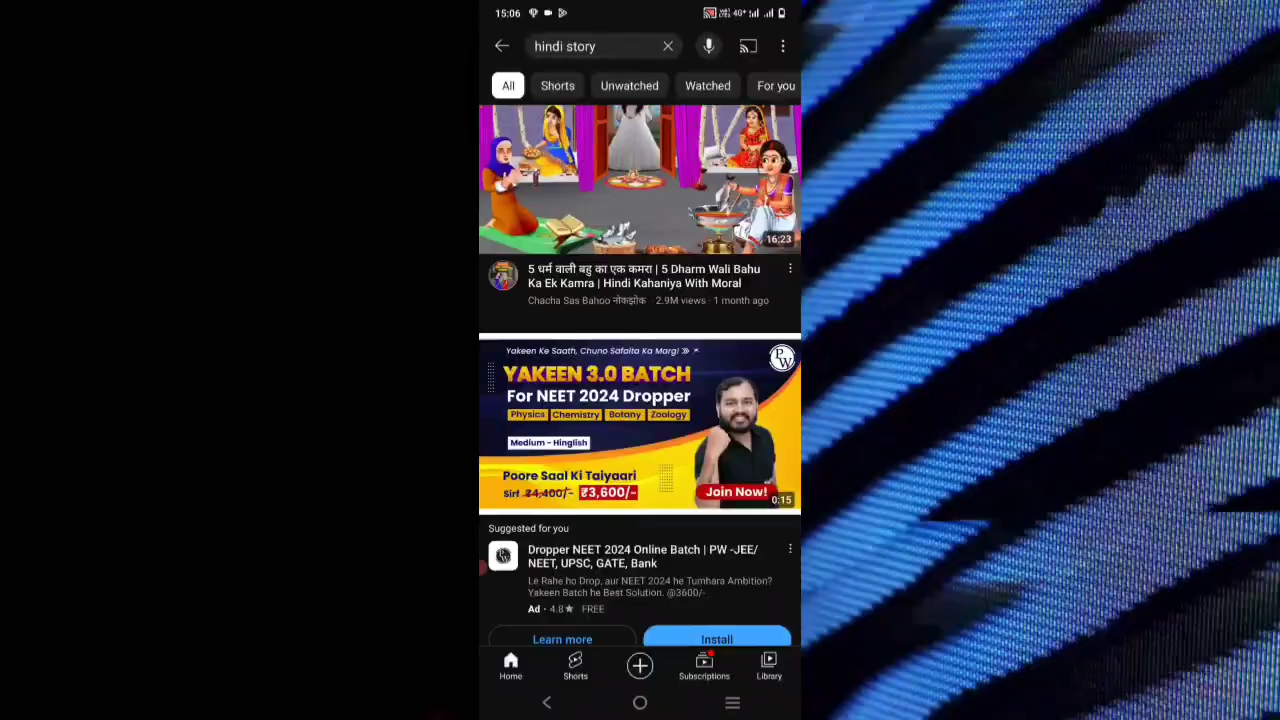 15:06
4G+
hindi story
All
Shorts
Unwatched
Watched
For you
16:23
5 धर्म वाली बहु का एक कमरा | 5 Dharm Wali Bahu
Ka Ek Kamra | Hindi Kahaniya With Moral
Chacha Sas Bahoo नोकझोक · 2.9M views · 1 month ago
Yakeen Ke Saath, Chuno Safalta Ka Marg!
PW
YAKEEN 3.0 BATCH
For NEET 2024 Dropper
Physics Chemistry Botany Zoology
Medium - Hinglish
Poore Saal Ki Taiyaari
Sirf ₹4,400/- ₹3,600/-
Join Now!
0:15
Suggested for you
Dropper NEET 2024 Online Batch | PW -JEE/
NEET, UPSC, GATE, Bank
Le Rahe ho Drop, aur NEET 2024 he Tumhara Ambition?
Yakeen Batch he Best Solution. @3600/-
Ad · 4.8★ FREE
Learn more
Install
Home
Shorts
Subscriptions
Library